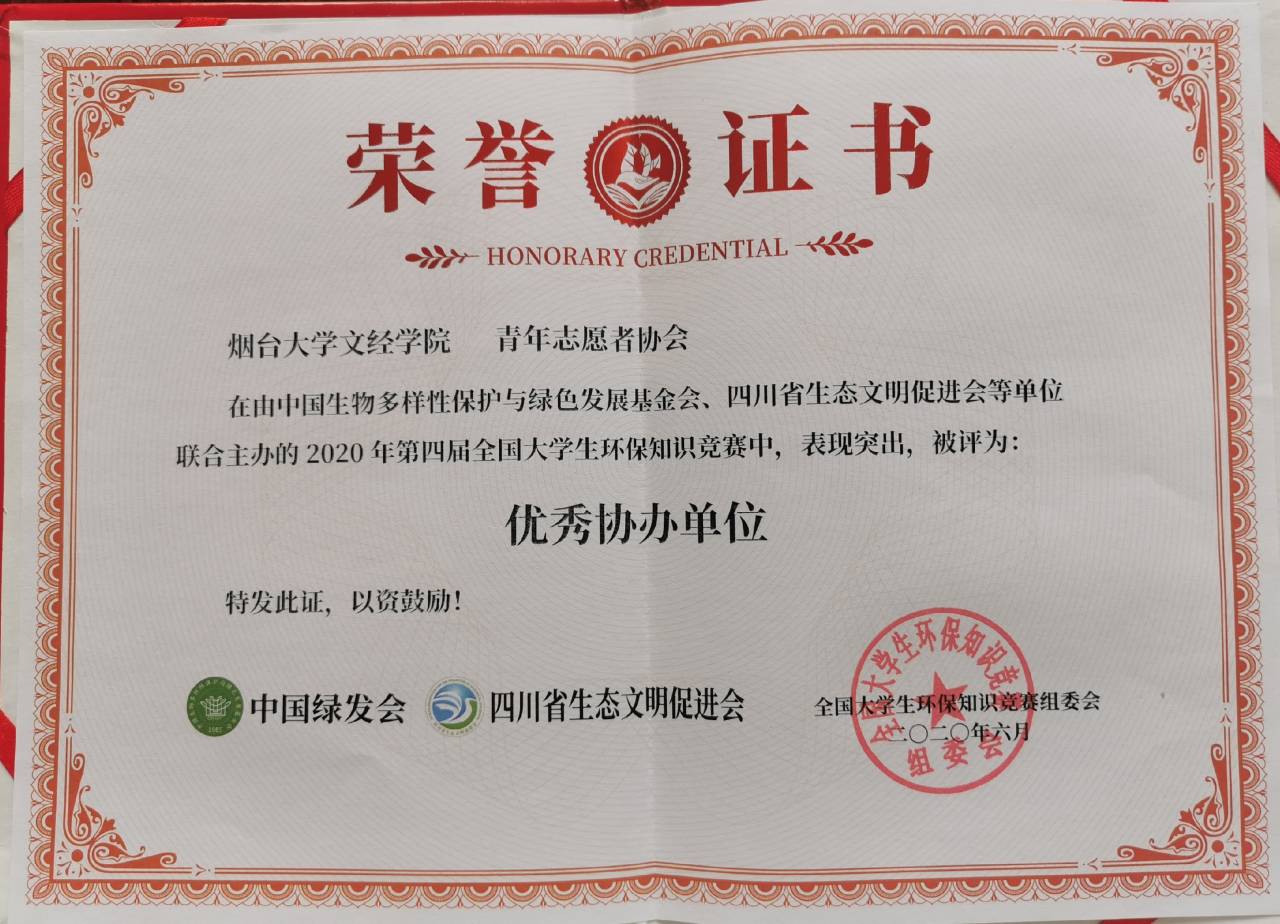 荣誉证书
HONORARY CREDENTIAL
烟台大学文经学院 青年志愿者协会
在由中国生物多样性保护与绿色发展基金会、四川省生态文明促进会等单位
联合主办的 2020 年第四届全国大学生环保知识竞赛中，表现突出，被评为：
优秀协办单位
特发此证，以资鼓励！
中国绿发会 四川省生态文明促进会
全国大学生环保知识竞赛组委会
二〇二〇年六月
全国大学生环保知识竞赛
组委会
1985